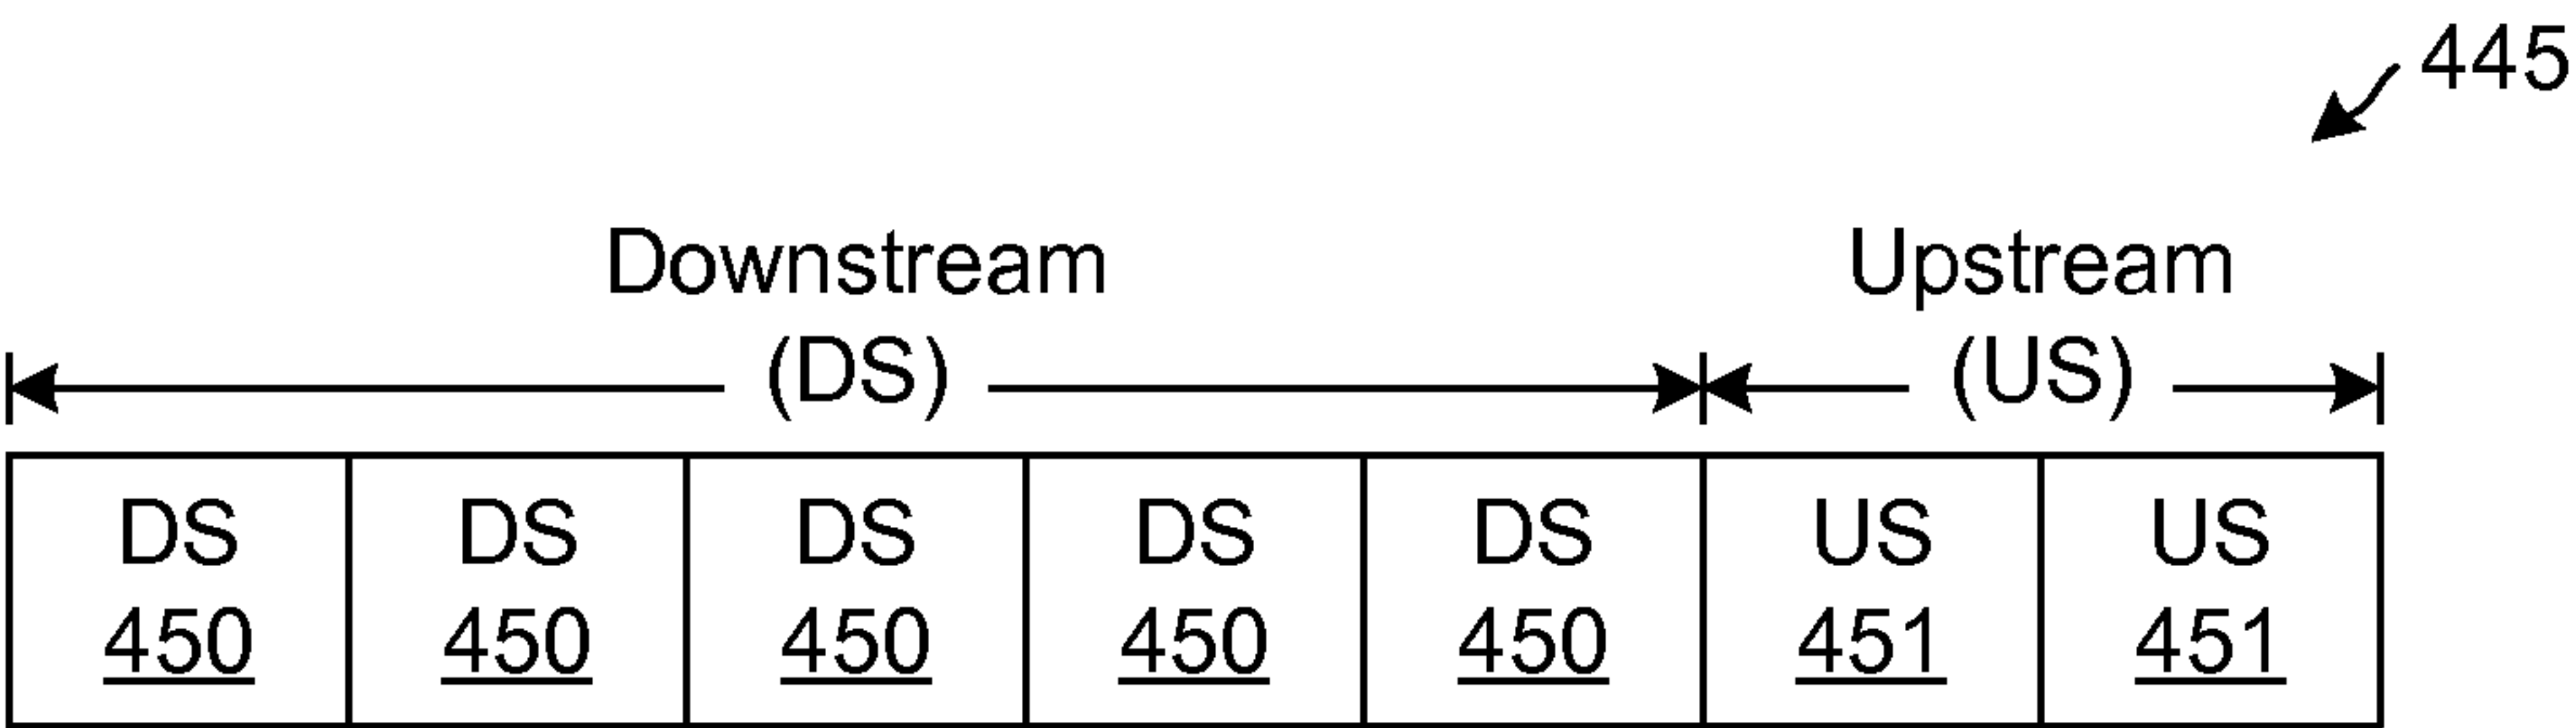 445
Downstream Upstream
(DS) (US)
DS DS DS DS DS US US
450 450 450 450 450 451 451